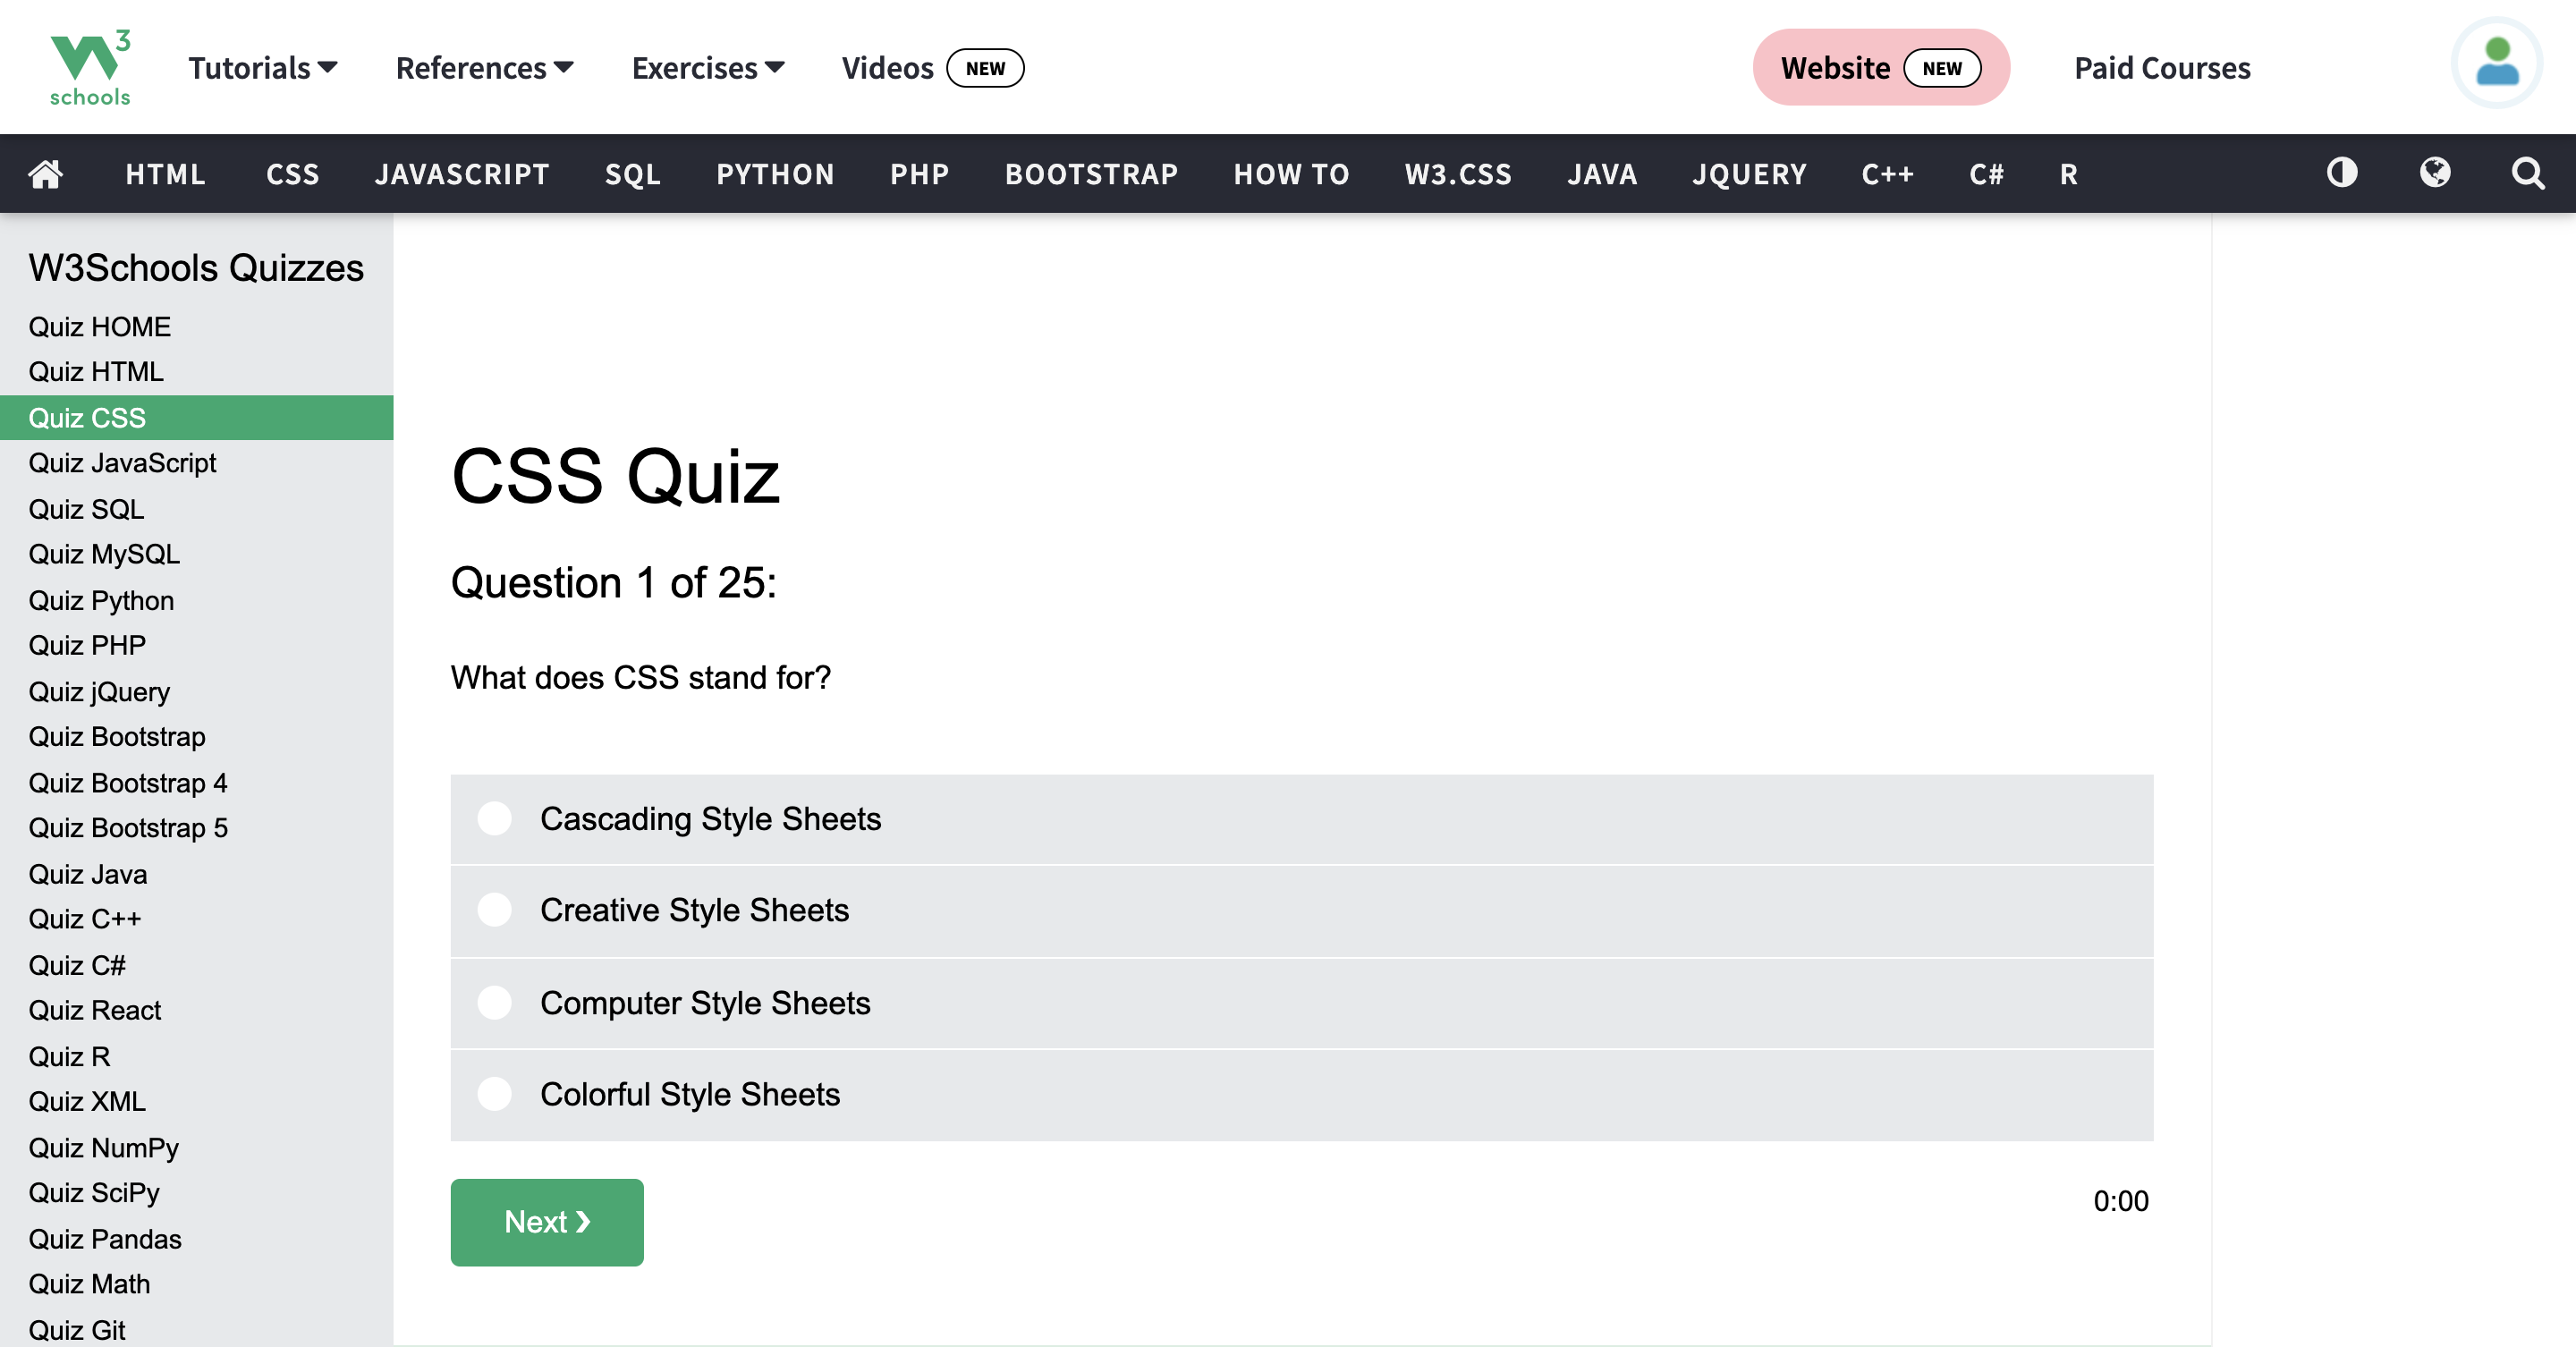 W3 schools
Tutorials References Exercises Videos NEW Website NEW Paid Courses
HTML CSS JAVASCRIPT SQL PYTHON PHP BOOTSTRAP HOW TO W3.CSS JAVA JQUERY C++ C# R
W3Schools Quizzes
Quiz HOME
Quiz HTML
Quiz CSS
Quiz JavaScript
Quiz SQL
Quiz MySQL
Quiz Python
Quiz PHP
Quiz jQuery
Quiz Bootstrap
Quiz Bootstrap 4
Quiz Bootstrap 5
Quiz Java
Quiz C++
Quiz C#
Quiz React
Quiz R
Quiz XML
Quiz NumPy
Quiz SciPy
Quiz Pandas
Quiz Math
Quiz Git
CSS Quiz
Question 1 of 25:
What does CSS stand for?
Cascading Style Sheets
Creative Style Sheets
Computer Style Sheets
Colorful Style Sheets
Next ❯
0:00